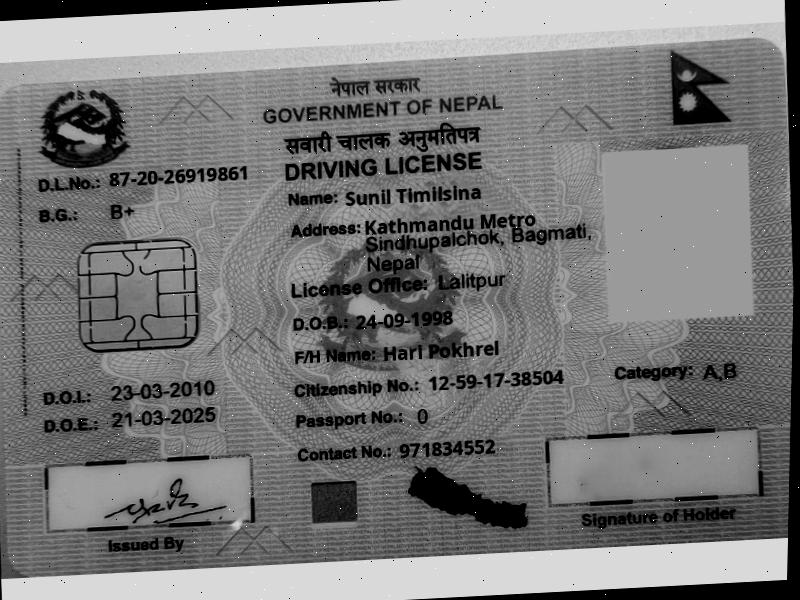 नेपाल सरकार
GOVERNMENT OF NEPAL
सवारी चालक अनुमतिपत्र
DRIVING LICENSE
D.L.No.: 87-20-26919861
B.G.: B+
Name: Sunil Timilsina
Address: Kathmandu Metro
Sindhupalchok, Bagmati,
Nepal
License Office: Lalitpur
D.O.B.: 24-09-1998
F/H Name: Hari Pokhrel
Citizenship No.: 12-59-17-38504
Category: A,B
D.O.I.: 23-03-2010
Passport No.: 0
D.O.E.: 21-03-2025
Contact No.: 971834552
Issued By
Signature of Holder